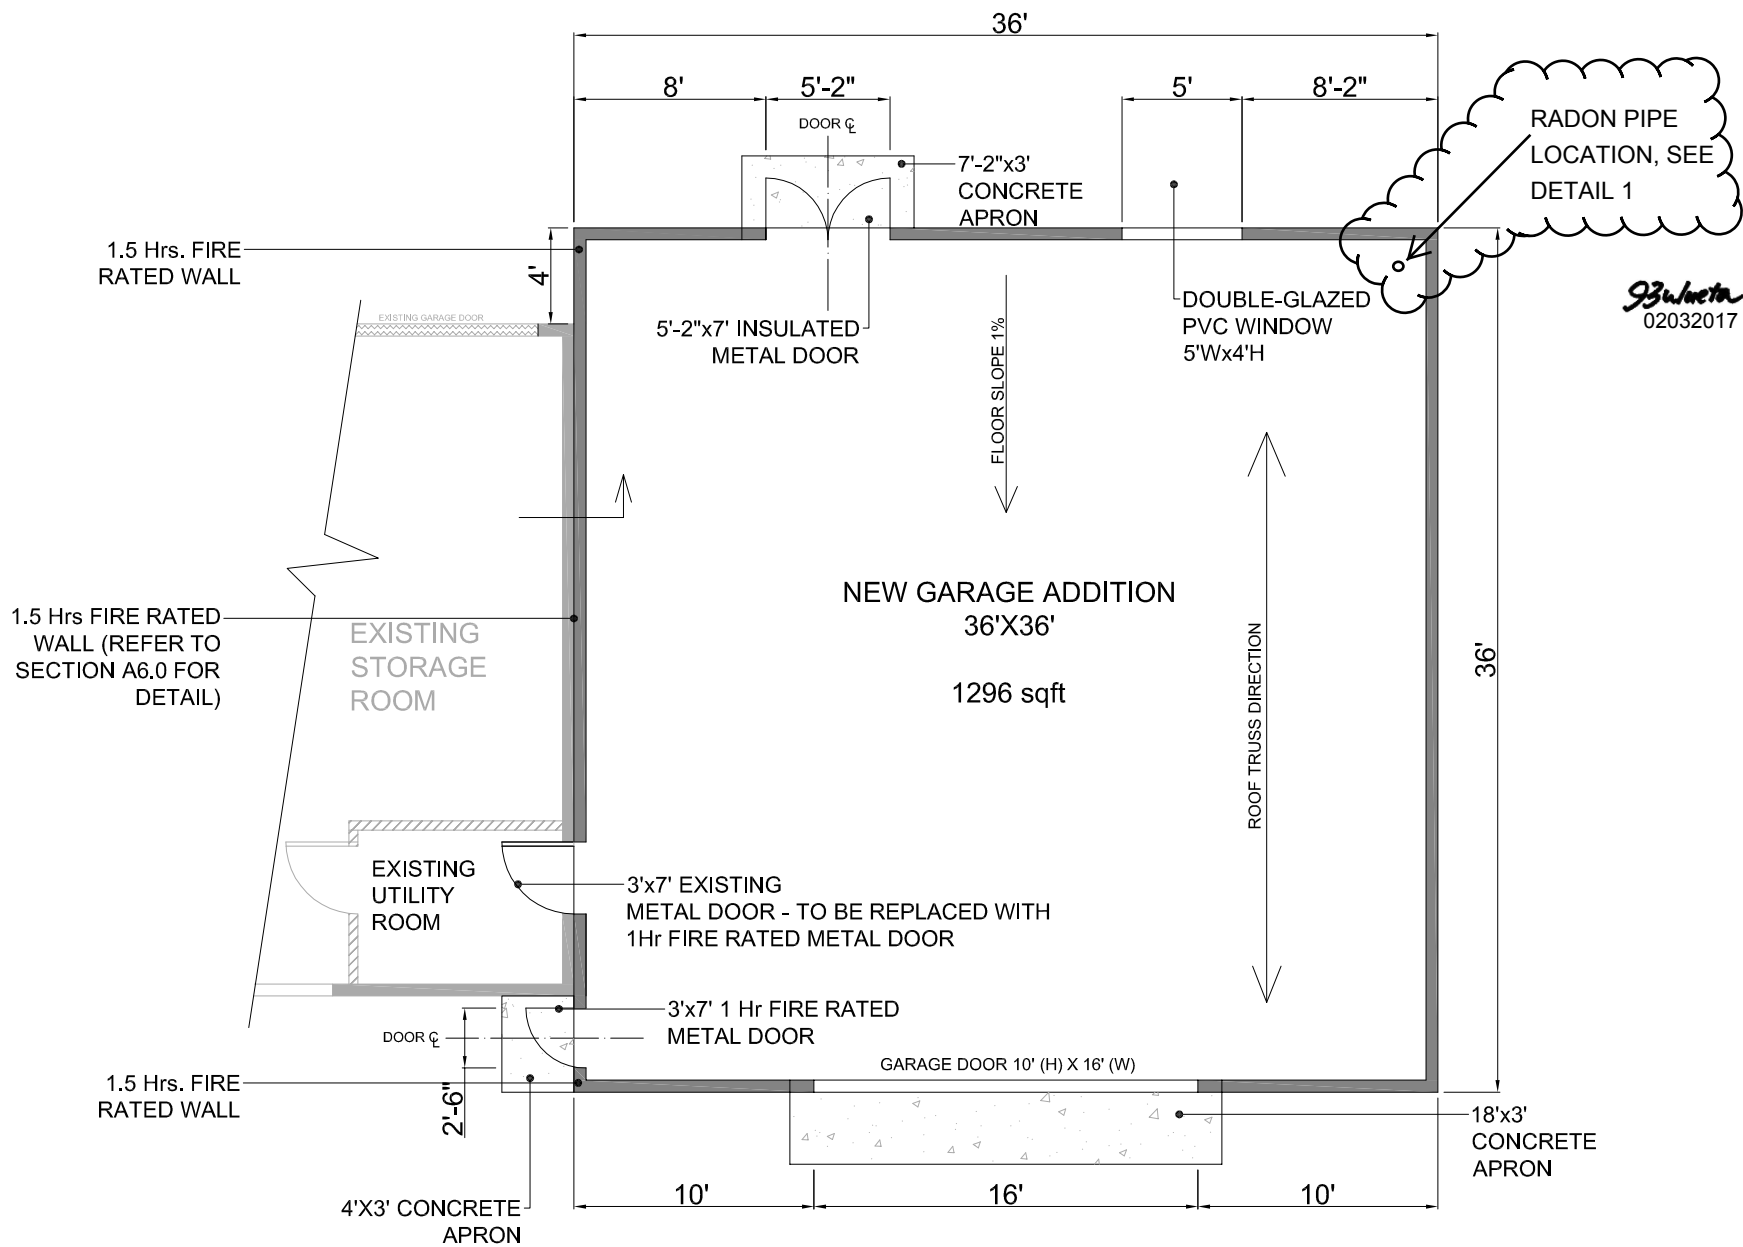 36'
8'
5'-2"
5'
8'-2"
DOOR ℄
RADON PIPE
LOCATION, SEE
DETAIL 1
7'-2"x3'
CONCRETE
APRON
1.5 Hrs. FIRE
RATED WALL
4'
EXISTING GARAGE DOOR
5'-2"x7' INSULATED
METAL DOOR
FLOOR SLOPE 1%
DOUBLE-GLAZED
PVC WINDOW
5'Wx4'H
02032017
NEW GARAGE ADDITION
36'X36'
1296 sqft
1.5 Hrs FIRE RATED
WALL (REFER TO
SECTION A6.0 FOR
DETAIL)
EXISTING
STORAGE
ROOM
ROOF TRUSS DIRECTION
36'
EXISTING
UTILITY
ROOM
3'x7' EXISTING
METAL DOOR - TO BE REPLACED WITH
1Hr FIRE RATED METAL DOOR
3'x7' 1 Hr FIRE RATED
METAL DOOR
DOOR ℄
GARAGE DOOR 10' (H) X 16' (W)
1.5 Hrs. FIRE
RATED WALL
2'-6"
18'x3'
CONCRETE
APRON
4'X3' CONCRETE
APRON
10'
16'
10'